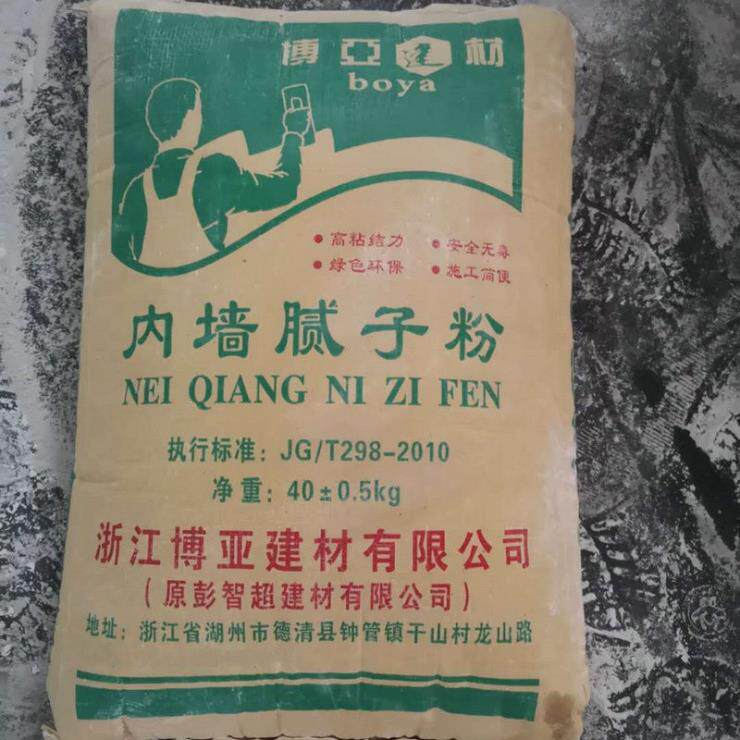 博亞建材
boya
• 高粘结力 • 安全无毒
• 绿色环保 • 施工简便
内墙腻子粉
NEI QIANG NI ZI FEN
执行标准：JG/T298-2010
净重：40±0.5kg
浙江博亚建材有限公司
（原彭智超建材有限公司）
地址：浙江省湖州市德清县钟管镇干山村龙山路